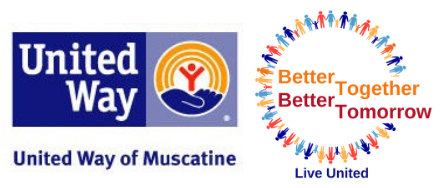 United
Way
®
United Way of Muscatine
Better
Together
Better
Tomorrow
Live United